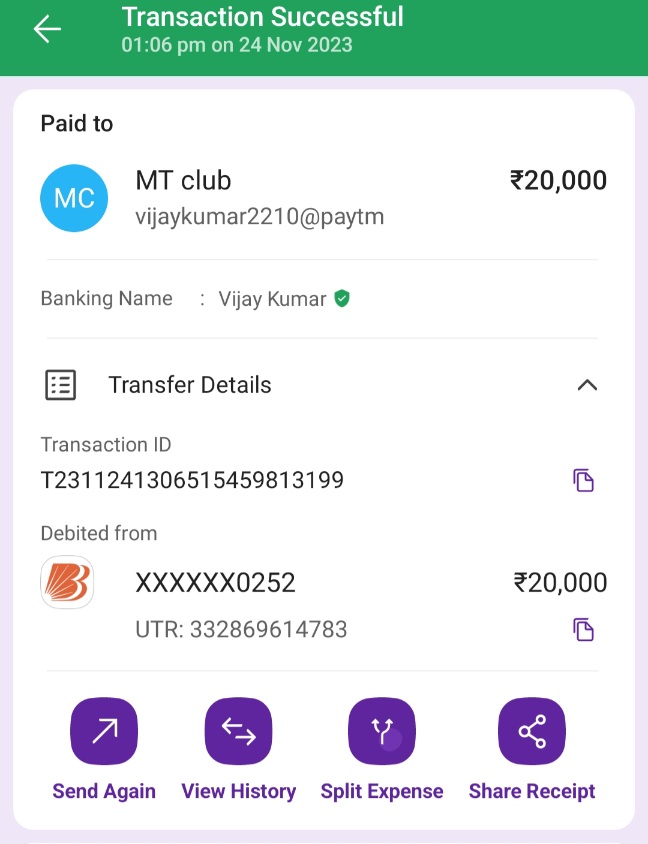 Transaction Successful
01:06 pm on 24 Nov 2023
Paid to
MC
MT club
₹20,000
vijaykumar2210@paytm
Banking Name : Vijay Kumar
Transfer Details
Transaction ID
T2311241306515459813199
Debited from
XXXXXX0252
₹20,000
UTR: 332869614783
Send Again
View History
Split Expense
Share Receipt